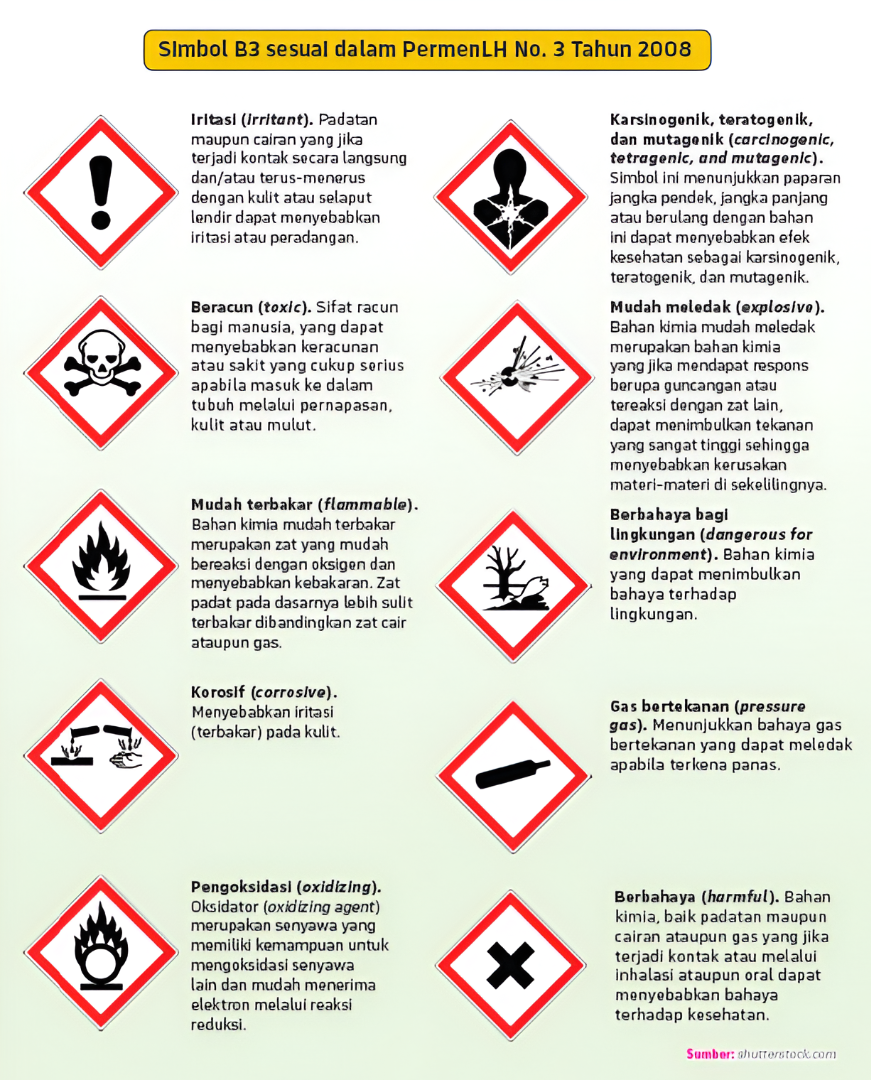 Simbol B3 sesuai dalam PermenLH No. 3 Tahun 2008
Iritasi (irritant). Padatan
maupun cairan yang jika
terjadi kontak secara langsung
dan/atau terus-menerus
dengan kulit atau selaput
lendir dapat menyebabkan
iritasi atau peradangan.
Beracun (toxic). Sifat racun
bagi manusia, yang dapat
menyebabkan keracunan
atau sakit yang cukup serius
apabila masuk ke dalam
tubuh melalui pernapasan,
kulit atau mulut.
Mudah terbakar (flammable).
Bahan kimia mudah terbakar
merupakan zat yang mudah
bereaksi dengan oksigen dan
menyebabkan kebakaran. Zat
padat pada dasarnya lebih sulit
terbakar dibandingkan zat cair
ataupun gas.
Korosif (corrosive).
Menyebabkan iritasi
(terbakar) pada kulit.
Pengoksidasi (oxidizing).
Oksidator (oxidizing agent)
merupakan senyawa yang
memiliki kemampuan untuk
mengoksidasi senyawa
lain dan mudah menerima
elektron melalui reaksi
reduksi.
Karsinogenik, teratogenik,
dan mutagenik (carcinogenic,
tetragenic, and mutagenic).
Simbol ini menunjukkan paparan
jangka pendek, jangka panjang
atau berulang dengan bahan
ini dapat menyebabkan efek
kesehatan sebagai karsinogenik,
teratogenik, dan mutagenik.
Mudah meledak (explosive).
Bahan kimia mudah meledak
merupakan bahan kimia
yang jika mendapat respons
berupa guncangan atau
tereaksi dengan zat lain,
dapat menimbulkan tekanan
yang sangat tinggi sehingga
menyebabkan kerusakan
materi-materi di sekelilingnya.
Berbahaya bagi
lingkungan (dangerous for
environment). Bahan kimia
yang dapat menimbulkan
bahaya terhadap
lingkungan.
Gas bertekanan (pressure
gas). Menunjukkan bahaya gas
bertekanan yang dapat meledak
apabila terkena panas.
Berbahaya (harmful). Bahan
kimia, baik padatan maupun
cairan ataupun gas yang jika
terjadi kontak atau melalui
inhalasi ataupun oral dapat
menyebabkan bahaya
terhadap kesehatan.
Sumber: shutterstock.com